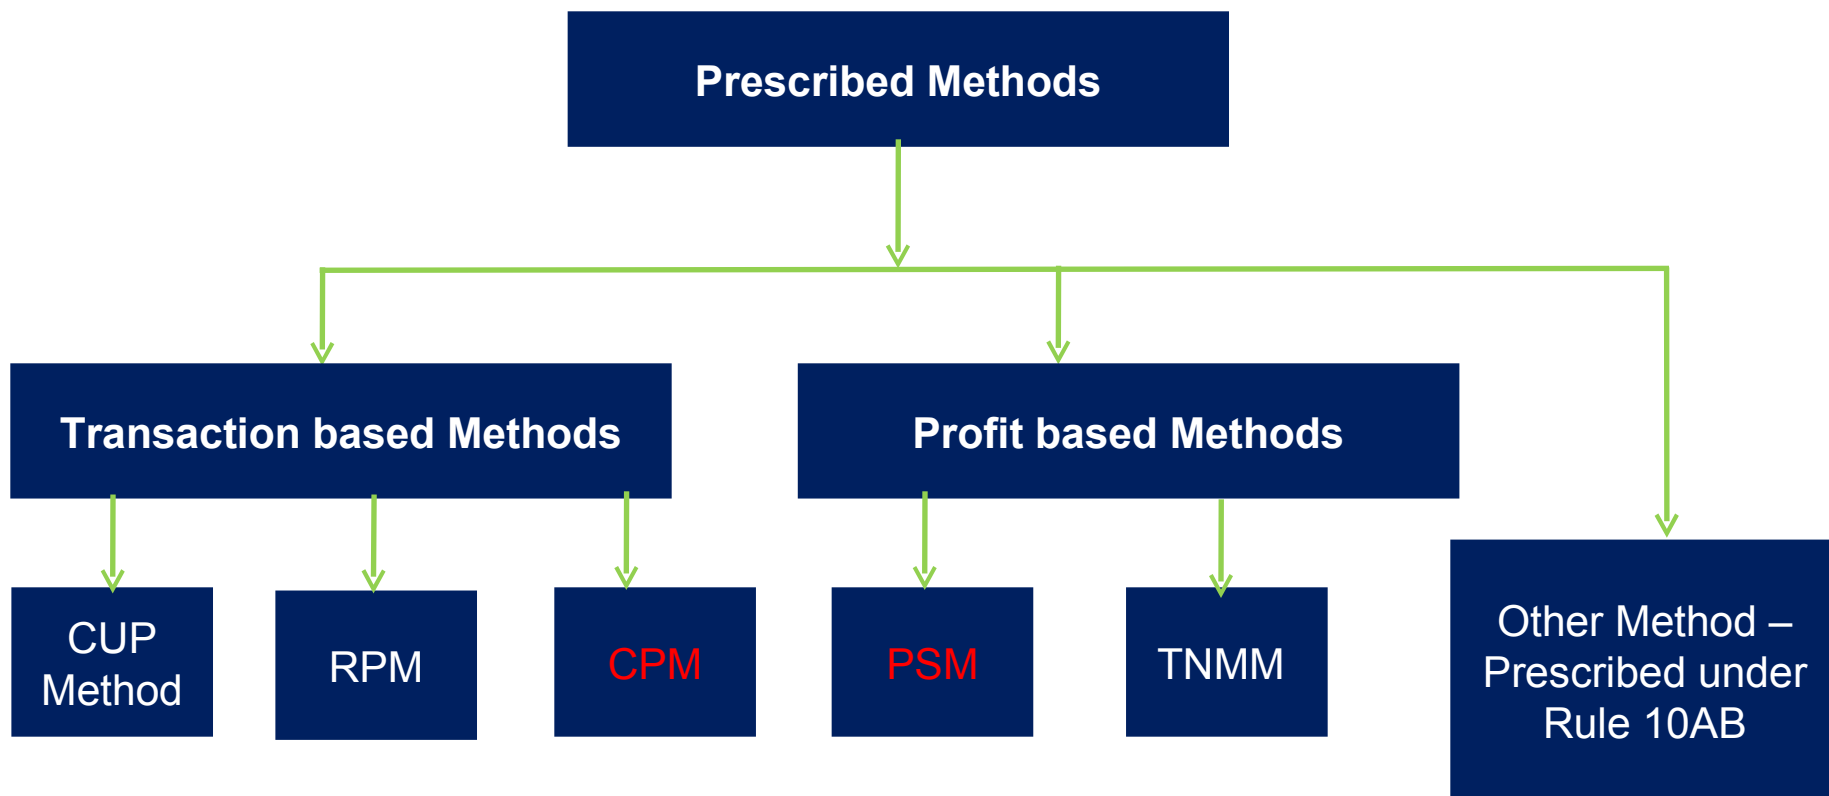 Prescribed Methods
Transaction based Methods
Profit based Methods
CUP
Method
RPM
CPM
PSM
TNMM
Other Method –
Prescribed under
Rule 10AB